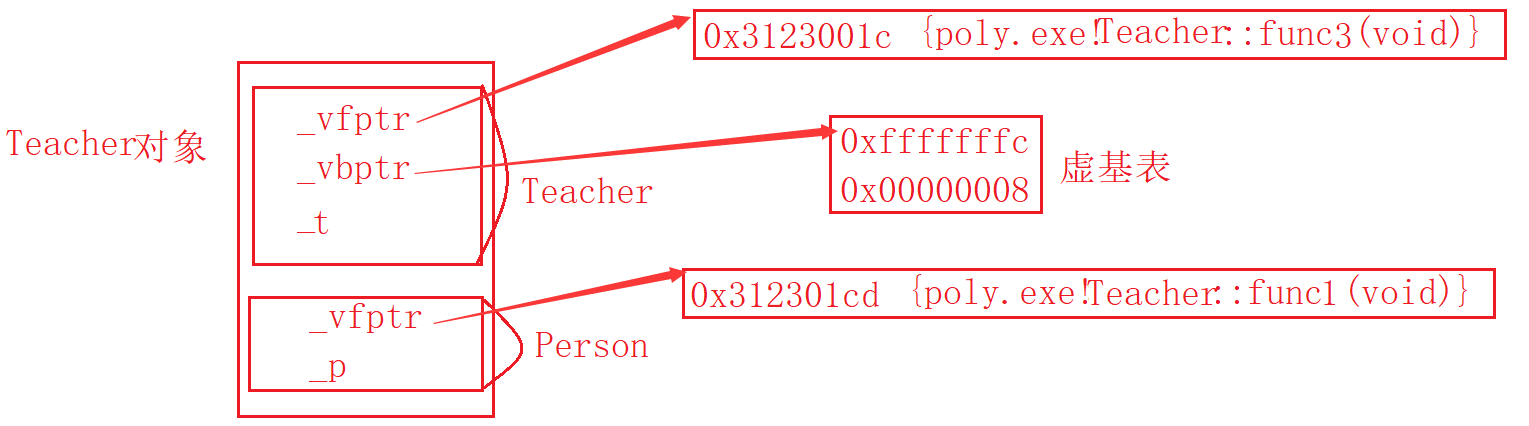 0x3123001c {poly.exe!Teacher::func3(void)}
Teacher对象
_vfptr
_vbptr
_t
Teacher
0xfffffffc
0x00000008
虚基表
_vfptr
_p
Person
0x312301cd {poly.exe!Teacher::func1(void)}